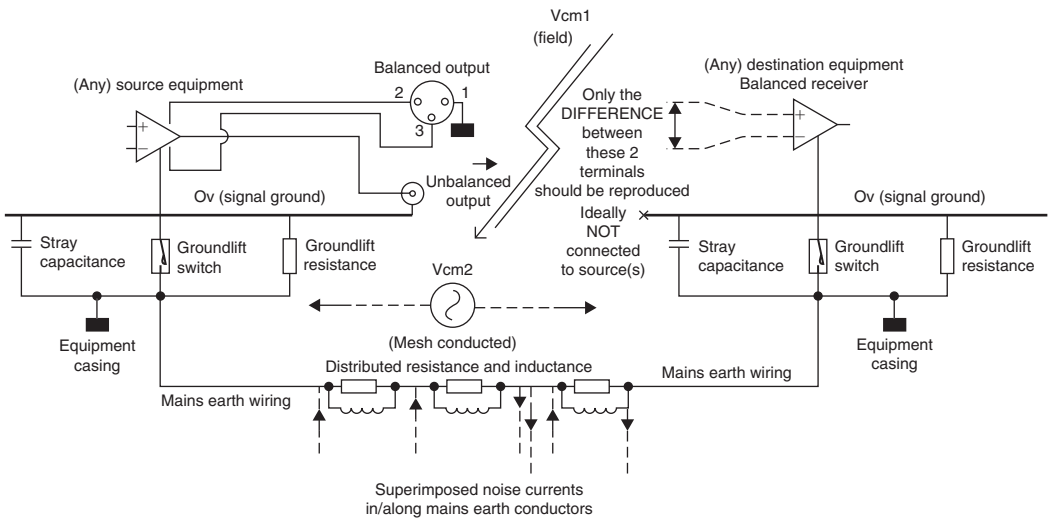 Vcm1
(field)
(Any) source equipment
Balanced output
2
1
3
+
−
Unbalanced
output
Only the
DIFFERENCE
between
these 2
terminals
should be reproduced
(Any) destination equipment
Balanced receiver
+
−
Ov (signal ground)
Ideally
NOT
connected
to source(s)
Ov (signal ground)
Stray
capacitance
Groundlift
switch
Groundlift
resistance
Stray
capacitance
Groundlift
switch
Groundlift
resistance
Vcm2
(Mesh conducted)
Equipment
casing
Equipment
casing
Distributed resistance and inductance
Mains earth wiring
Mains earth wiring
Superimposed noise currents
in/along mains earth conductors